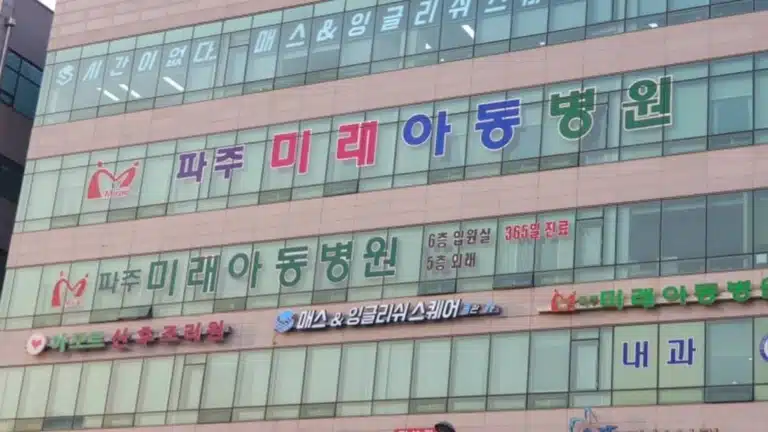 시간이 없다. 매스&잉글리쉬스퀘
파주 미래아동병원
파주 미래아동병원
6층 입원실 365일 진료
5층 외래
산후조리원
매스 & 잉글리쉬스퀘어
미래아동병원
내과